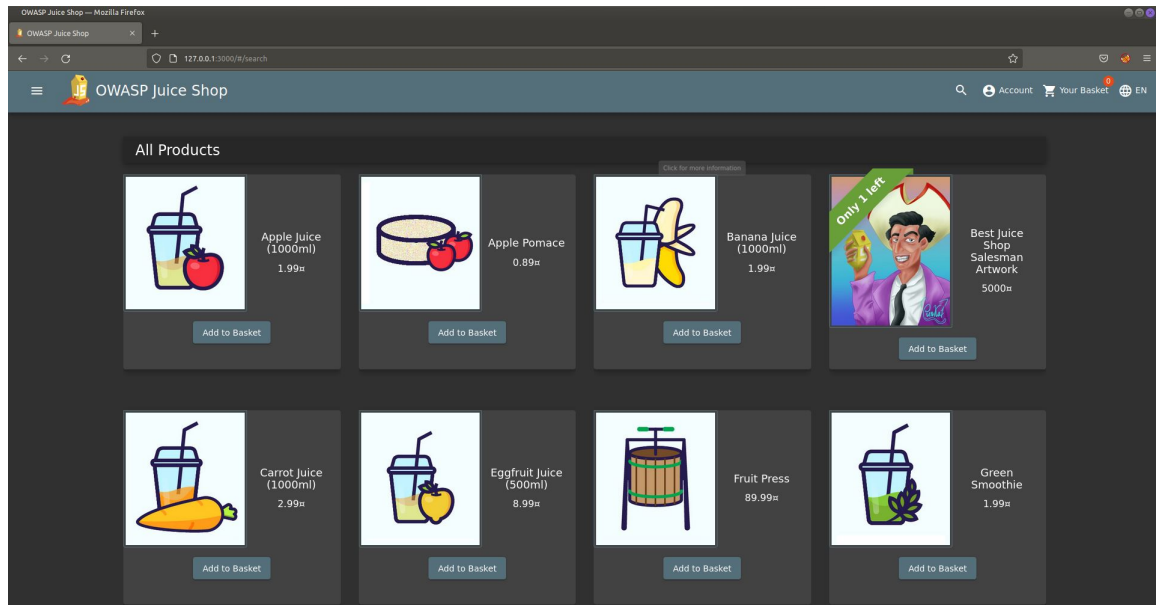 OWASP Juice Shop — Mozilla Firefox
OWASP Juice Shop
127.0.0.1:3000/#/search
OWASP Juice Shop
Account
0
Your Basket
EN
All Products
Click for more information
Only 1 left
Apple Juice
(1000ml)
1.99¤
Add to Basket
Apple Pomace
0.89¤
Add to Basket
Banana Juice
(1000ml)
1.99¤
Add to Basket
Best Juice
Shop
Salesman
Artwork
5000¤
Add to Basket
Carrot Juice
(1000ml)
2.99¤
Add to Basket
Eggfruit Juice
(500ml)
8.99¤
Add to Basket
Fruit Press
89.99¤
Add to Basket
Green
Smoothie
1.99¤
Add to Basket